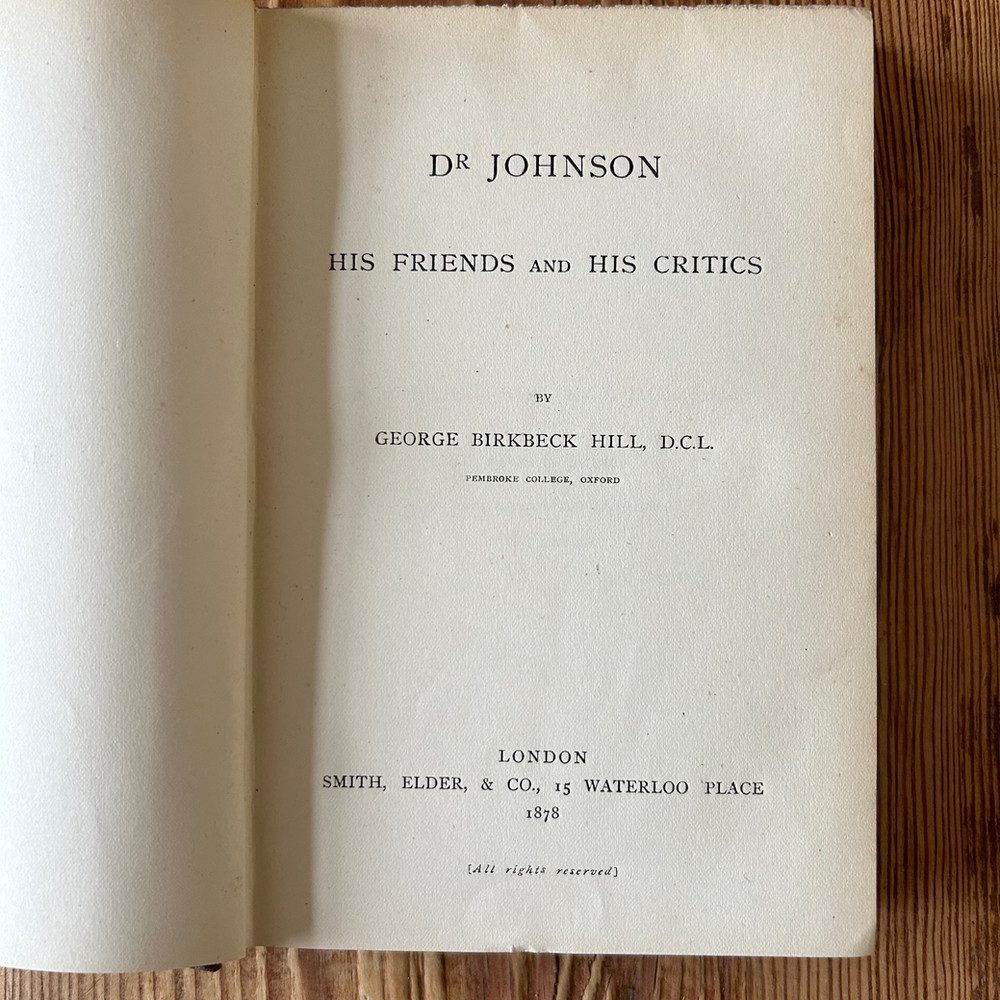 DR JOHNSON
HIS FRIENDS AND HIS CRITICS
BY
GEORGE BIRKBECK HILL, D.C.L.
PEMBROKE COLLEGE, OXFORD
LONDON
SMITH, ELDER, & CO., 15 WATERLOO PLACE
1878
[All rights reserved]